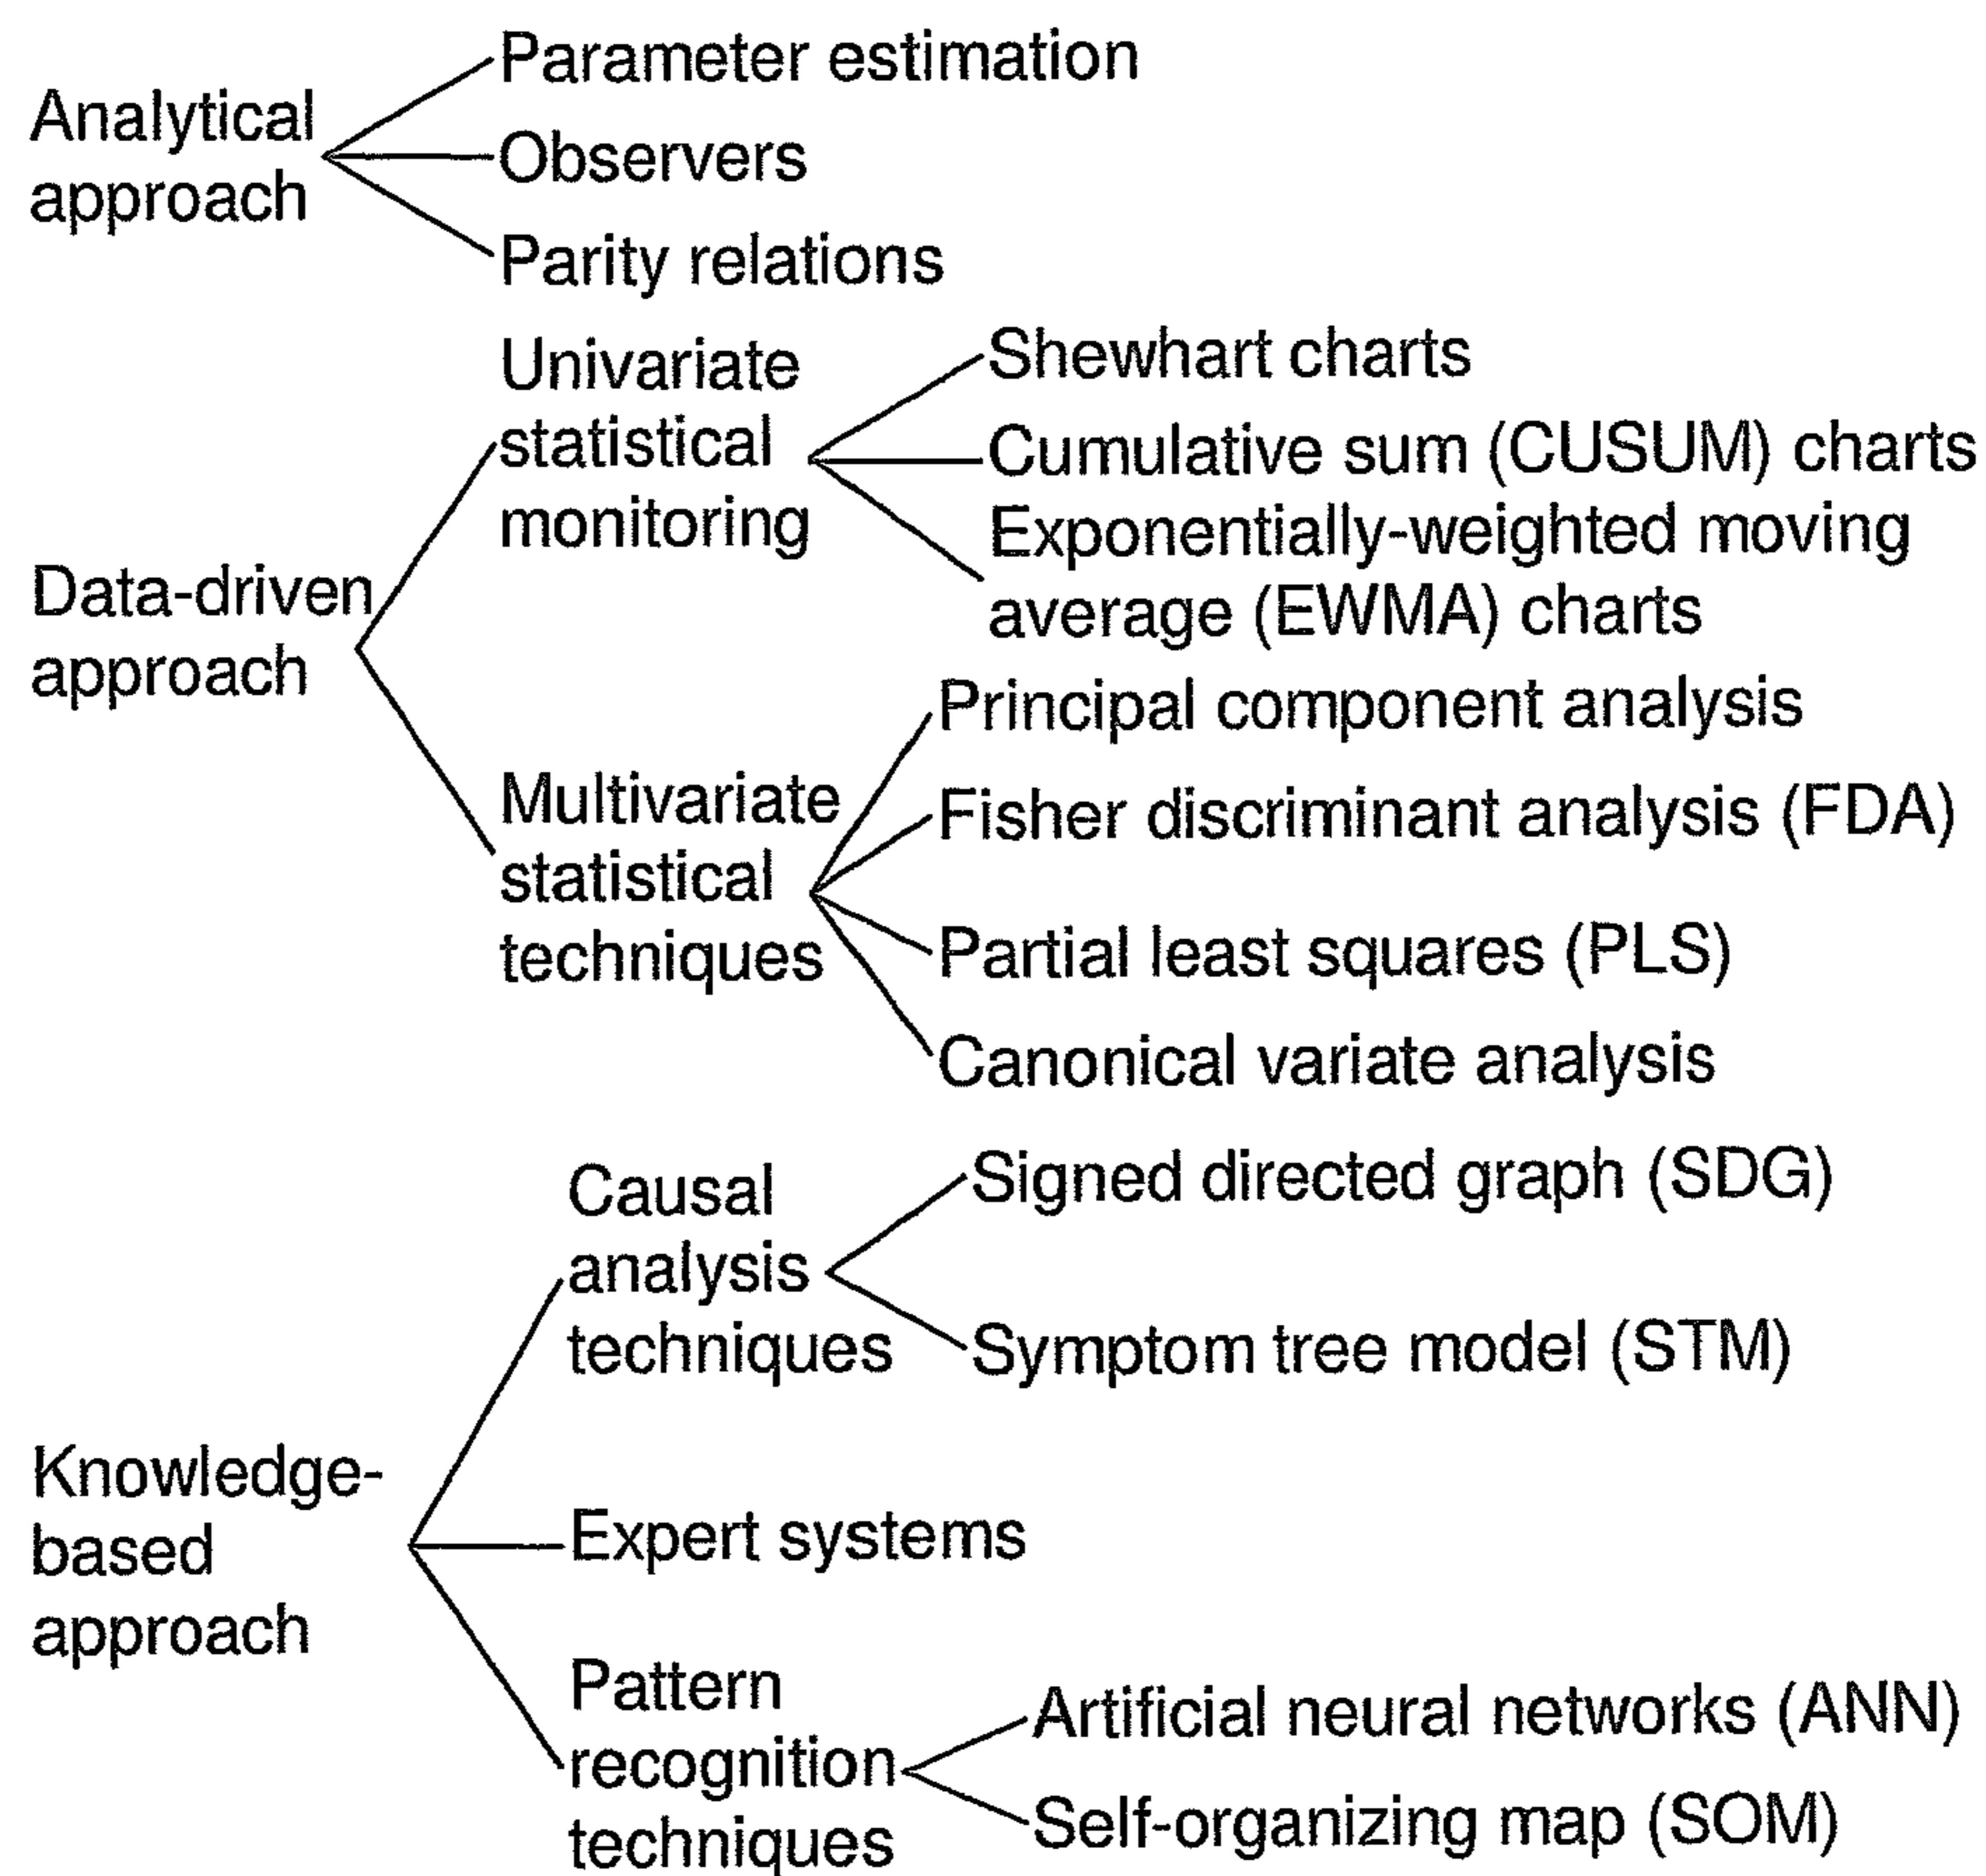 Analytical
approach
Parameter estimation
Observers
Parity relations
Data-driven
approach
Univariate
statistical
monitoring
Shewhart charts
Cumulative sum (CUSUM) charts
Exponentially-weighted moving
average (EWMA) charts
Multivariate
statistical
techniques
Principal component analysis
Fisher discriminant analysis (FDA)
Partial least squares (PLS)
Canonical variate analysis
Knowledge-
based
approach
Causal
analysis
techniques
Signed directed graph (SDG)
Symptom tree model (STM)
Expert systems
Pattern
recognition
techniques
Artificial neural networks (ANN)
Self-organizing map (SOM)